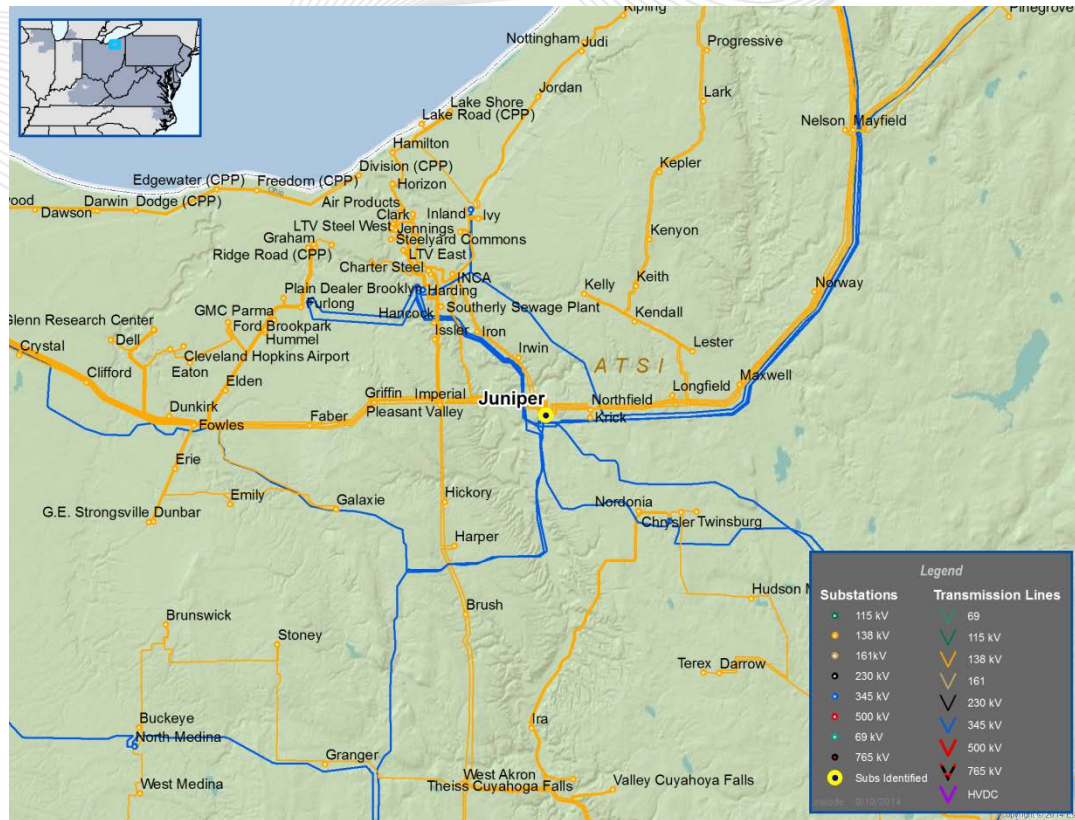 Ripling
Pinegrove
Nottingham Judi
Progressive
Jordan
Lark
Lake Shore
Lake Road (CPP)
Nelson Mayfield
Hamilton
Kepler
Division (CPP)
Edgewater (CPP) Freedom (CPP)
Horizon
Air Products
wood
Dawson
Darwin
Dodge (CPP)
Clark Inland Ivy
LTV Steel West Jennings
Graham Steelyard Commons
Kenyon
Ridge Road (CPP) LTV East
Charter Steel INCA
Kelly Keith
Norway
Plain Dealer Brooklyn Harding
GMC Parma Furlong
Hancock Southerly Sewage Plant
Kendall
Glenn Research Center
Ford Brookpark
Dell Hummel
Issler Iron
Crystal
Cleveland Hopkins Airport
Irwin
Lester
Eaton
ATSI
Clifford
Elden
Maxwell
Griffin Imperial
Juniper
Northfield
Longfield
Dunkirk
Faber
Pleasant Valley
Krick
Fowles
Erie
Emily
Galaxie
Hickory
Nordonia
G.E. Strongsville Dunbar
Chrysler Twinsburg
Harper
Hudson M
Brunswick
Brush
Stoney
Terex Darrow
Buckeye
Ira
North Medina
Granger
West Akron
West Medina
Theiss Cuyahoga Falls
Valley Cuyahoya Falls
Legend
Substations
115 kV
138 kV
161kV
230 kV
345 kV
500 kV
69 kV
765 kV
Subs Identified
Transmission Lines
69
115 kV
138 kV
161
230 kV
345 kV
500 kV
765 kV
HVDC
9/19/2014
Copyright © 2014 Es